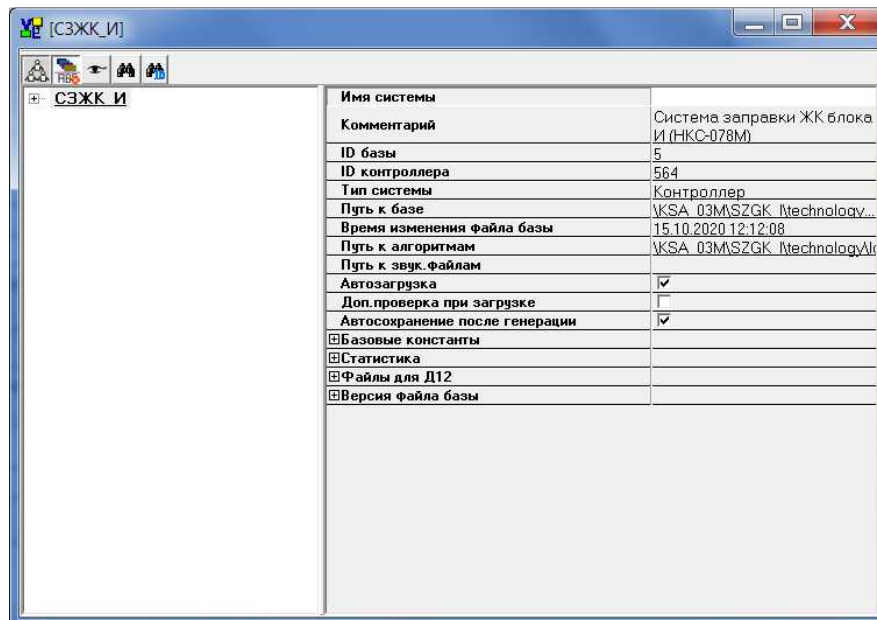 [СЗЖК_И]
СЗЖК_И
Имя системы
Комментарий
Система заправки ЖК блока
И (НКС-078М)
ID базы
5
ID контроллера
564
Тип системы
Контроллер
Путь к базе
\KSA_03M\SZGK_I\technology...
Время изменения файла базы
15.10.2020 12:12:08
Путь к алгоритмам
\KSA_03M\SZGK_I\technology\
Путь к звук.файлам
Автозагрузка
Доп.проверка при загрузке
Автосохранение после генерации
Базовые константы
Статистика
Файлы для Д12
Версия файла базы